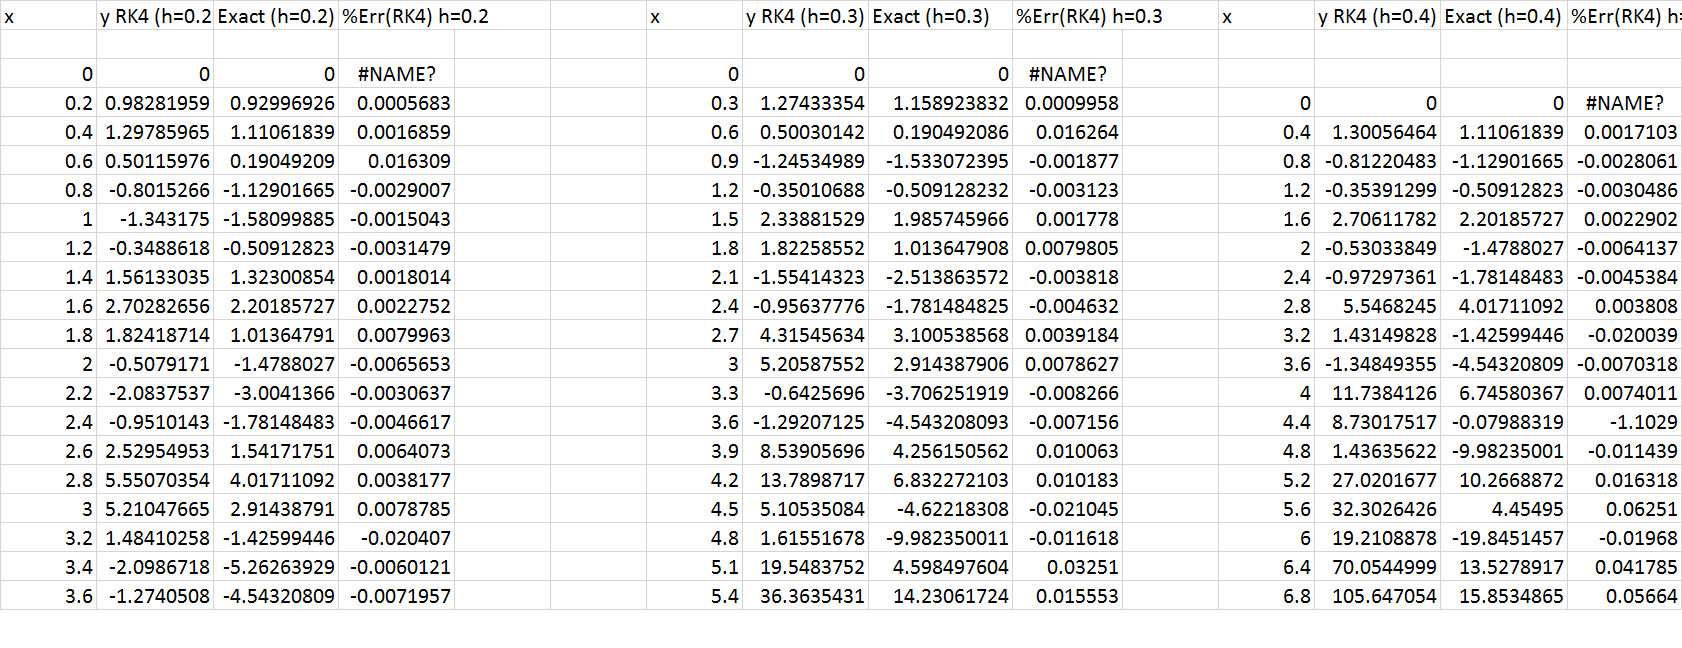 x y RK4 (h=0.2 Exact (h=0.2) %Err(RK4) h=0.2 x y RK4 (h=0.3) Exact (h=0.3) %Err(RK4) h=0.3 x y RK4 (h=0.4) Exact (h=0.4) %Err(RK4) h=
0 0 0 #NAME? 0 0 0 #NAME?
0.2 0.98281959 0.92996926 0.0005683 0.3 1.27433354 1.158923832 0.0009958 0 0 0 #NAME?
0.4 1.29785965 1.11061839 0.0016859 0.6 0.50030142 0.190492086 0.016264 0.4 1.30056464 1.11061839 0.0017103
0.6 0.50115976 0.19049209 0.016309 0.9 -1.24534989 -1.533072395 -0.001877 0.8 -0.81220483 -1.12901665 -0.0028061
0.8 -0.8015266 -1.12901665 -0.0029007 1.2 -0.35010688 -0.509128232 -0.003123 1.2 -0.35391299 -0.50912823 -0.0030486
1 -1.343175 -1.58099885 -0.0015043 1.5 2.33881529 1.985745966 0.001778 1.6 2.70611782 2.20185727 0.0022902
1.2 -0.3488618 -0.50912823 -0.0031479 1.8 1.82258552 1.013647908 0.0079805 2 -0.53033849 -1.4788027 -0.0064137
1.4 1.56133035 1.32300854 0.0018014 2.1 -1.55414323 -2.513863572 -0.003818 2.4 -0.97297361 -1.78148483 -0.0045384
1.6 2.70282656 2.20185727 0.0022752 2.4 -0.95637776 -1.781484825 -0.004632 2.8 5.5468245 4.01711092 0.003808
1.8 1.82418714 1.01364791 0.0079963 2.7 4.31545634 3.100538568 0.0039184 3.2 1.43149828 -1.42599446 -0.020039
2 -0.5079171 -1.4788027 -0.0065653 3 5.20587552 2.914387906 0.0078627 3.6 -1.34849355 -4.54320809 -0.0070318
2.2 -2.0837537 -3.0041366 -0.0030637 3.3 -0.6425696 -3.706251919 -0.008266 4 11.7384126 6.74580367 0.0074011
2.4 -0.9510143 -1.78148483 -0.0046617 3.6 -1.29207125 -4.543208093 -0.007156 4.4 8.73017517 -0.07988319 -1.1029
2.6 2.52954953 1.54171751 0.0064073 3.9 8.53905696 4.256150562 0.010063 4.8 1.43635622 -9.98235001 -0.011439
2.8 5.55070354 4.01711092 0.0038177 4.2 13.7898717 6.832272103 0.010183 5.2 27.0201677 10.2668872 0.016318
3 5.21047665 2.91438791 0.0078785 4.5 5.10535084 -4.62218308 -0.021045 5.6 32.3026426 4.45495 0.06251
3.2 1.48410258 -1.42599446 -0.020407 4.8 1.61551678 -9.982350011 -0.011618 6 19.2108878 -19.8451457 -0.01968
3.4 -2.0986718 -5.26263929 -0.0060121 5.1 19.5483752 4.598497604 0.03251 6.4 70.0544999 13.5278917 0.041785
3.6 -1.2740508 -4.54320809 -0.0071957 5.4 36.3635431 14.23061724 0.015553 6.8 105.647054 15.8534865 0.05664